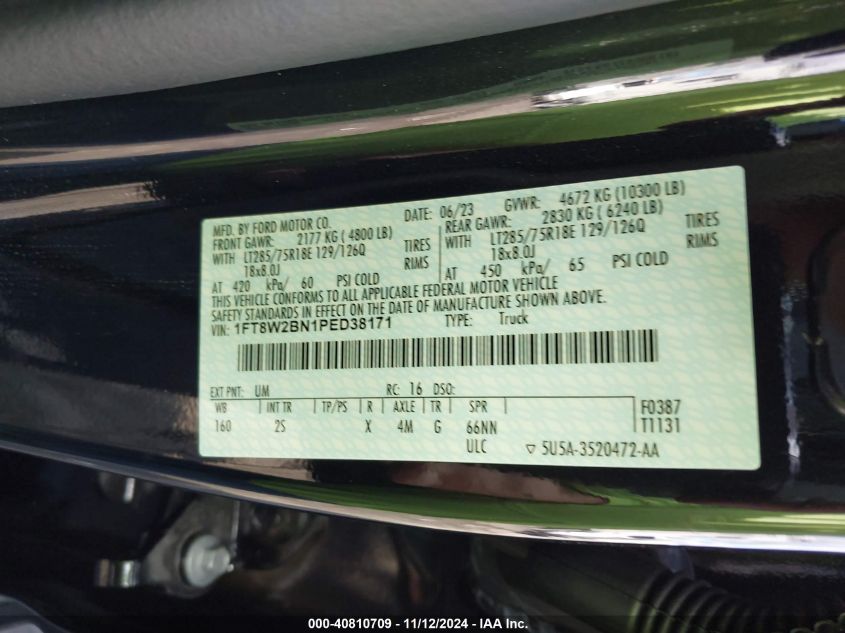 MFD. BY FORD MOTOR CO. DATE: 06/23 GVWR: 4672 KG (10300 LB)
FRONT GAWR: 2177 KG ( 4800 LB) REAR GAWR: 2830 KG ( 6240 LB)
WITH LT285/75R18E 129/126Q TIRES WITH LT285/75R18E 129/126Q TIRES
18x8.0J RIMS 18x8.0J RIMS
AT 420 kPa/ 60 PSI COLD AT 450 kPa/ 65 PSI COLD
THIS VEHICLE CONFORMS TO ALL APPLICABLE FEDERAL MOTOR VEHICLE
SAFETY STANDARDS IN EFFECT ON THE DATE OF MANUFACTURE SHOWN ABOVE.
VIN: 1FT8W2BN1PED38171 TYPE: Truck
EXT PNT: UM RC: 16 DSO:
WB INT TR TP/PS R AXLE TR SPR F0387
160 2S X 4M G 66NN T1131
ULC ▽ 5U5A-3520472-AA
000-40810709 - 11/12/2024 - IAA Inc.